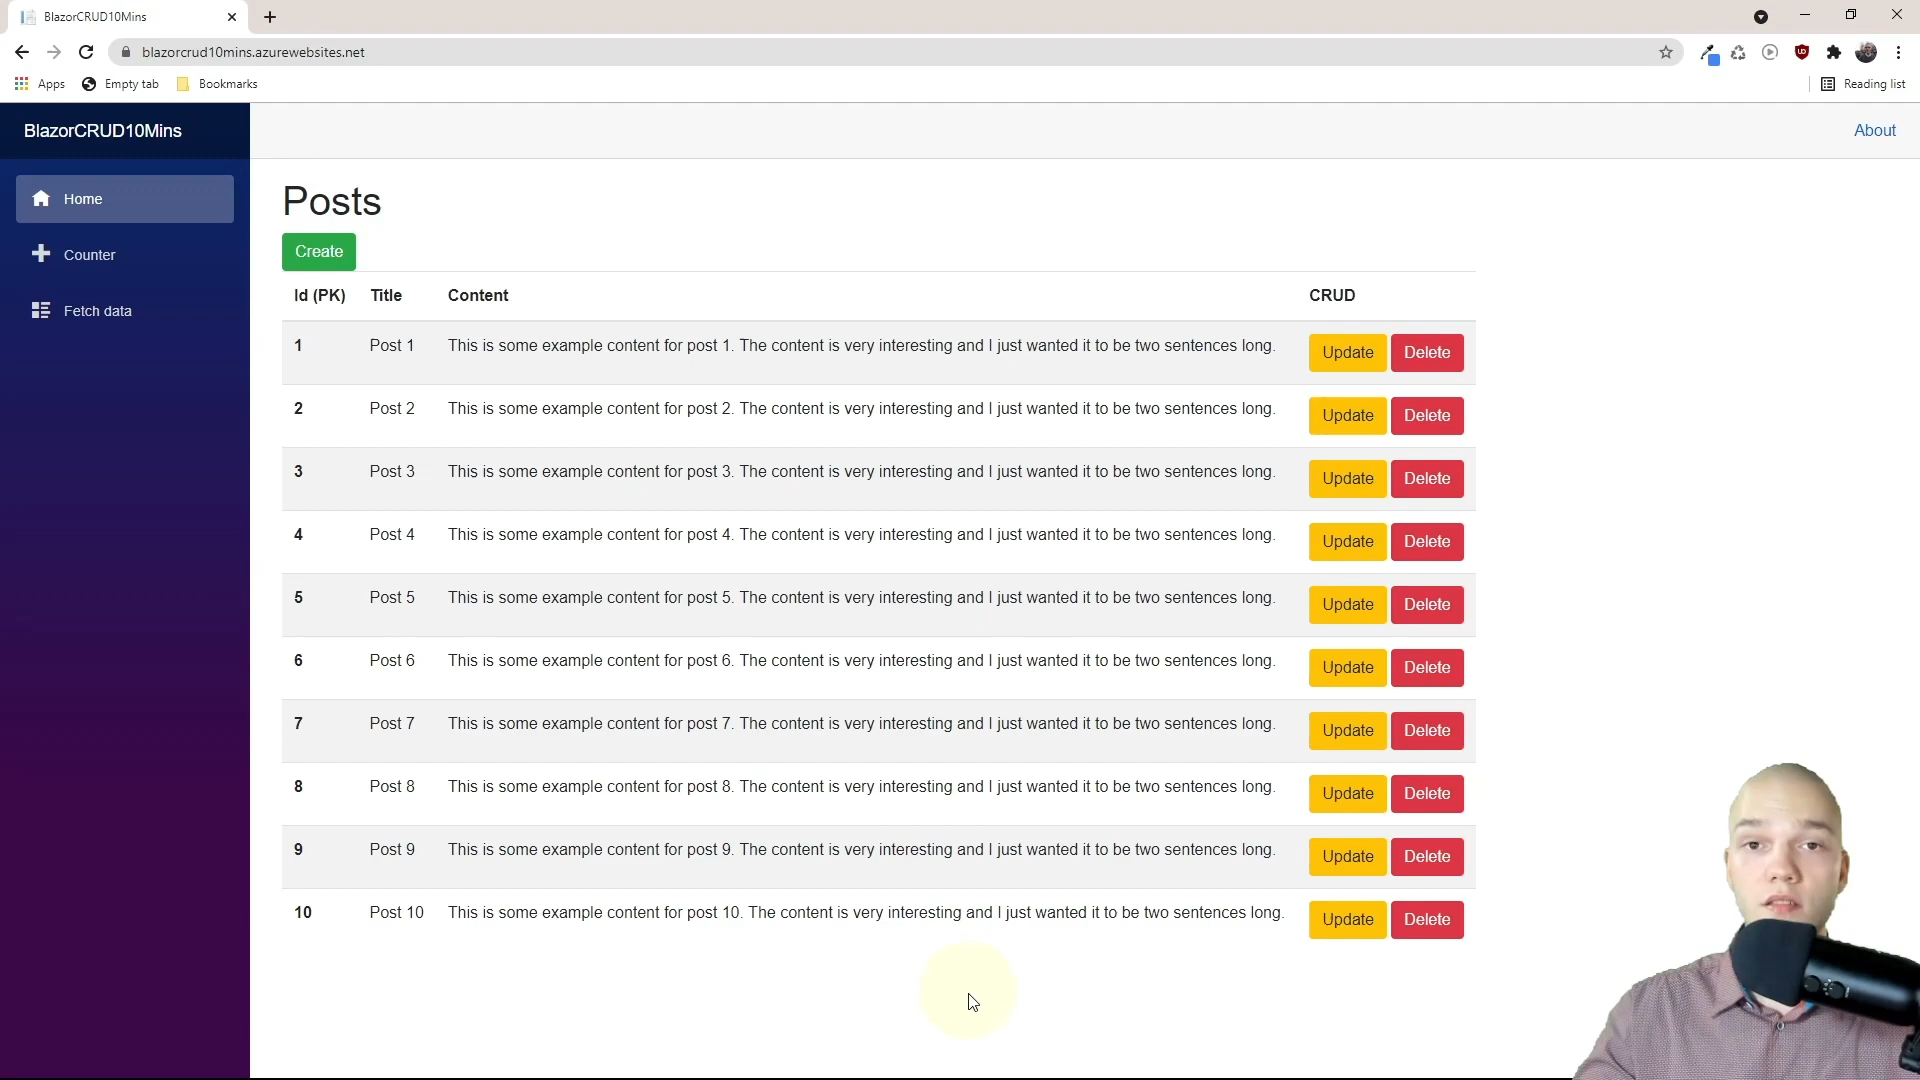 BlazorCRUD10Mins
blazorcrud10mins.azurewebsites.net
Apps
Empty tab
Bookmarks
Reading list
BlazorCRUD10Mins
About
Home
Counter
Fetch data
Posts
Create
Id (PK) Title Content CRUD
1 Post 1 This is some example content for post 1. The content is very interesting and I just wanted it to be two sentences long. Update Delete
2 Post 2 This is some example content for post 2. The content is very interesting and I just wanted it to be two sentences long. Update Delete
3 Post 3 This is some example content for post 3. The content is very interesting and I just wanted it to be two sentences long. Update Delete
4 Post 4 This is some example content for post 4. The content is very interesting and I just wanted it to be two sentences long. Update Delete
5 Post 5 This is some example content for post 5. The content is very interesting and I just wanted it to be two sentences long. Update Delete
6 Post 6 This is some example content for post 6. The content is very interesting and I just wanted it to be two sentences long. Update Delete
7 Post 7 This is some example content for post 7. The content is very interesting and I just wanted it to be two sentences long. Update Delete
8 Post 8 This is some example content for post 8. The content is very interesting and I just wanted it to be two sentences long. Update Delete
9 Post 9 This is some example content for post 9. The content is very interesting and I just wanted it to be two sentences long. Update Delete
10 Post 10 This is some example content for post 10. The content is very interesting and I just wanted it to be two sentences long. Update Delete